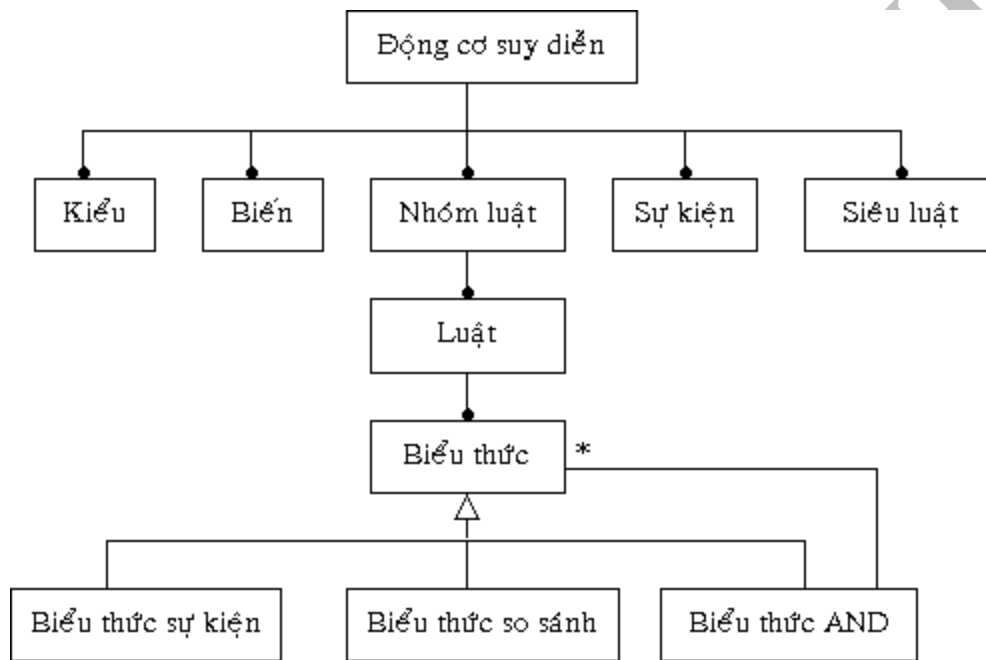 Động cơ suy diễn
Kiểu
Biến
Nhóm luật
Sự kiện
Siêu luật
Luật
Biểu thức
*
Biểu thức sự kiện
Biểu thức so sánh
Biểu thức AND